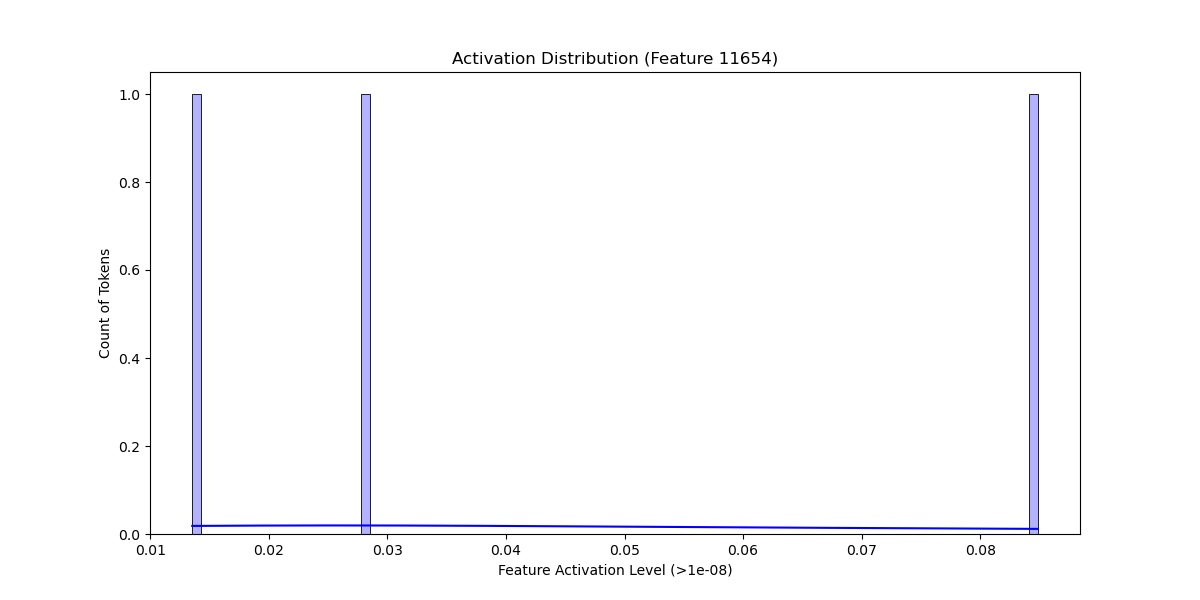 Activation Distribution (Feature 11654)
Count of Tokens
1.0
0.8
0.6
0.4
0.2
0.0
0.01 0.02 0.03 0.04 0.05 0.06 0.07 0.08
Feature Activation Level (>1e-08)